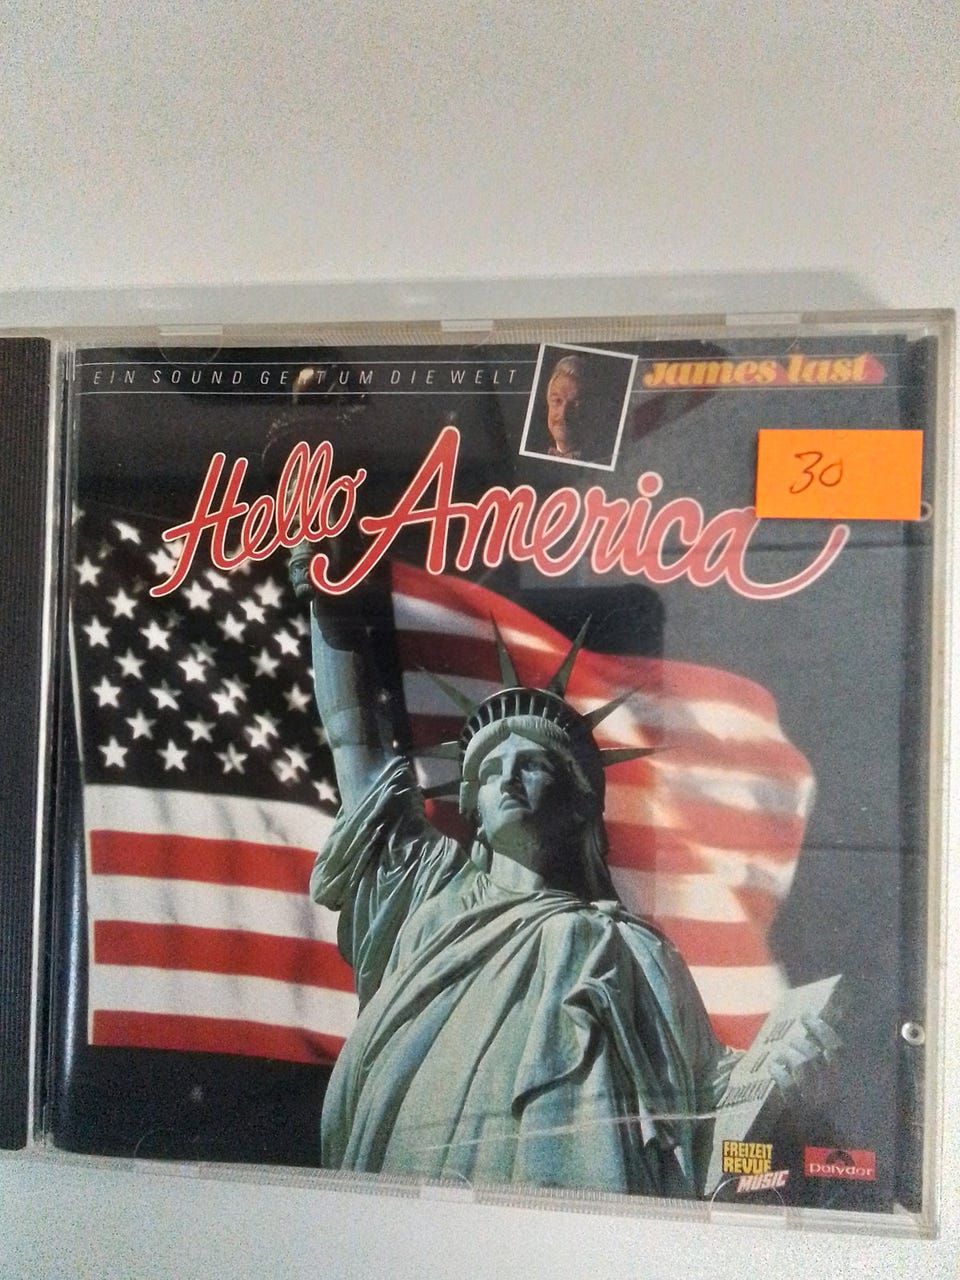 EIN SOUND GEHT UM DIE WELT
James Last
30
Hello America
FREIZEIT
REVUE
MUSIC
polydor